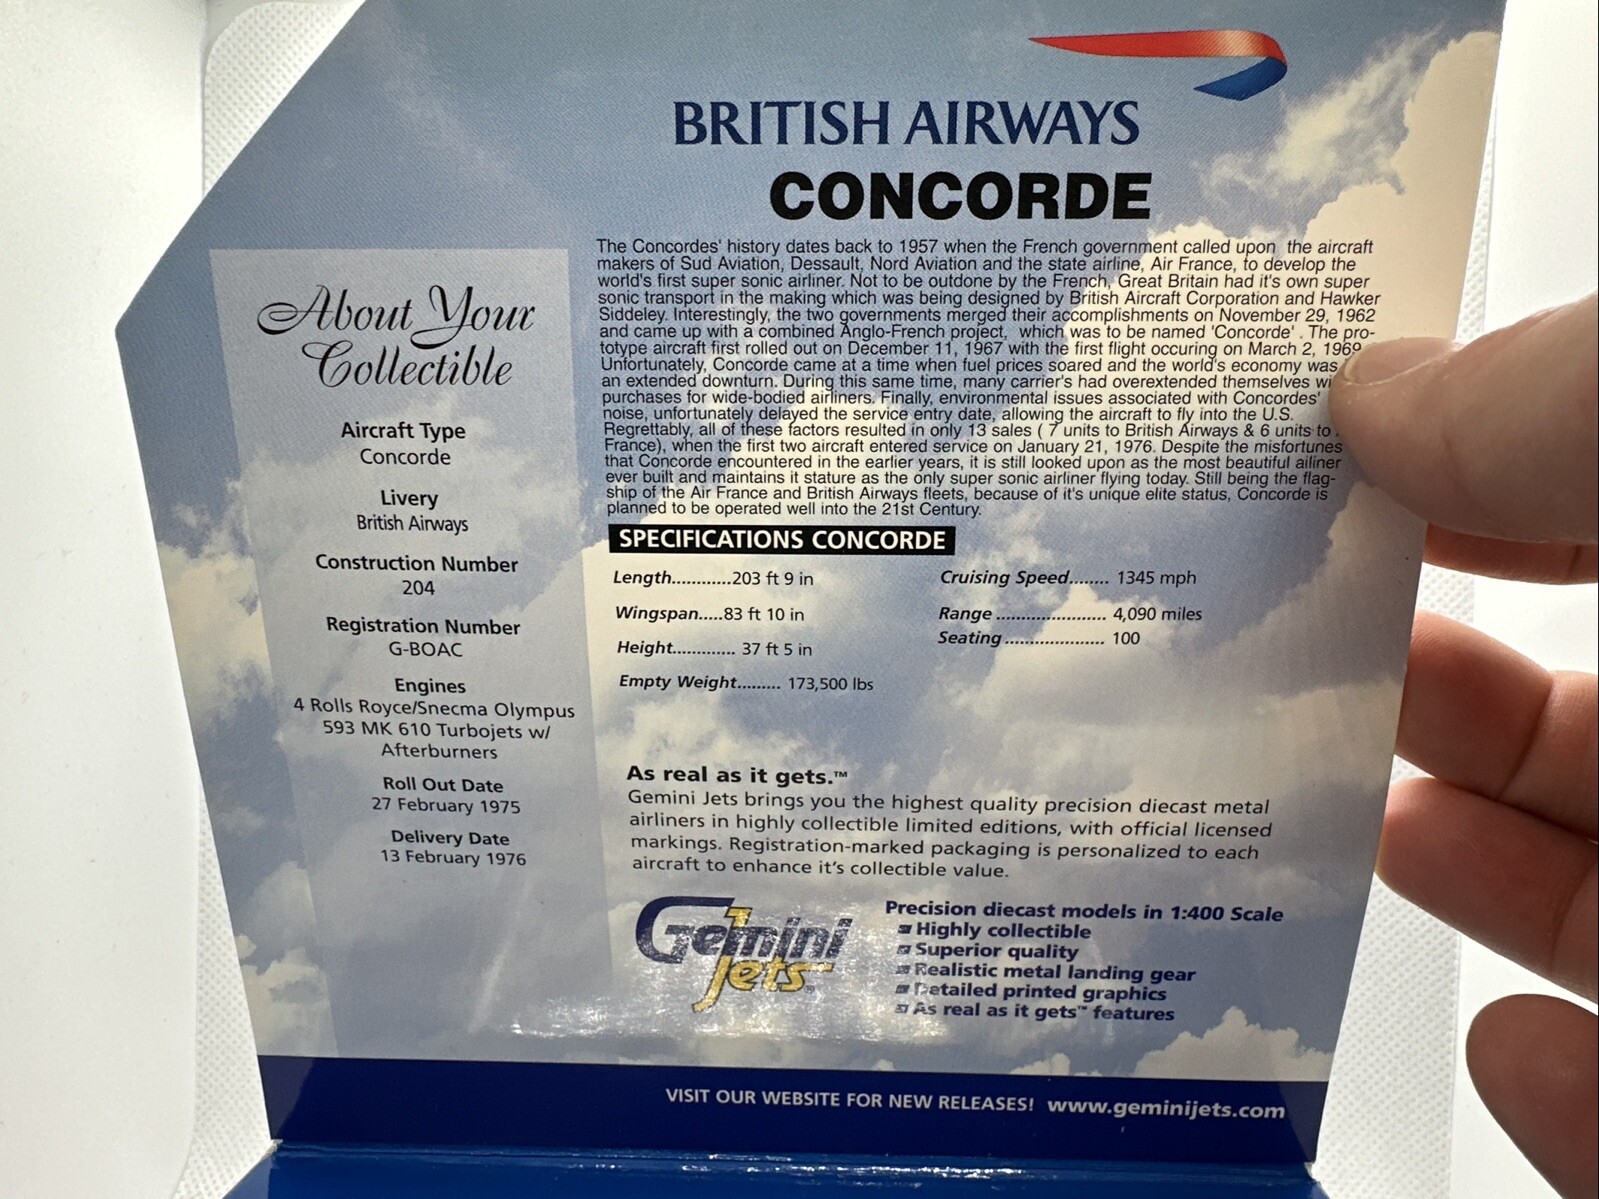 BRITISH AIRWAYS
CONCORDE
The Concordes' history dates back to 1957 when the French government called upon the aircraft
makers of Sud Aviation, Dessault, Nord Aviation and the state airline, Air France, to develop the
world's first super sonic airliner. Not to be outdone by the French, Great Britain had it's own super
sonic transport in the making which was being designed by British Aircraft Corporation and Hawker
Siddeley. Interestingly, the two governments merged their accomplishments on November 29, 1962
and came up with a combined Anglo-French project, which was to be named 'Concorde' . The pro-
totype aircraft first rolled out on December 11, 1967 with the first flight occuring on March 2, 1969
Unfortunately, Concorde came at a time when fuel prices soared and the world's economy was
an extended downturn. During this same time, many carrier's had overextended themselves
purchases for wide-bodied airliners. Finally, environmental issues associated with Concordes'
noise, unfortunately delayed the service entry date, allowing the aircraft to fly into the U.S.
Regrettably, all of these factors resulted in only 13 sales ( 7 units to British Airways & 6 units to
France), when the first two aircraft entered service on January 21, 1976. Despite the misfortunes
that Concorde encountered in the earlier years, it is still looked upon as the most beautiful ailiner
ever built and maintains it stature as the only super sonic airliner flying today. Still being the flag-
ship of the Air France and British Airways fleets, because of it's unique elite status, Concorde is
planned to be operated well into the 21st Century.
About Your
Collectible
Aircraft Type
Concorde
Livery
British Airways
Construction Number
204
Registration Number
G-BOAC
Engines
4 Rolls Royce/Snecma Olympus
593 MK 610 Turbojets w/
Afterburners
Roll Out Date
27 February 1975
Delivery Date
13 February 1976
SPECIFICATIONS CONCORDE
Length............203 ft 9 in
Wingspan.....83 ft 10 in
Height............. 37 ft 5 in
Empty Weight......... 173,500 lbs
Cruising Speed........ 1345 mph
Range ...................... 4,090 miles
Seating .................... 100
As real as it gets.™
Gemini Jets brings you the highest quality precision diecast metal
airliners in highly collectible limited editions, with official licensed
markings. Registration-marked packaging is personalized to each
aircraft to enhance it's collectible value.
Gemini
Jets®
Precision diecast models in 1:400 Scale
Highly collectible
Superior quality
Realistic metal landing gear
Detailed printed graphics
As real as it gets™ features
VISIT OUR WEBSITE FOR NEW RELEASES! www.geminijets.com